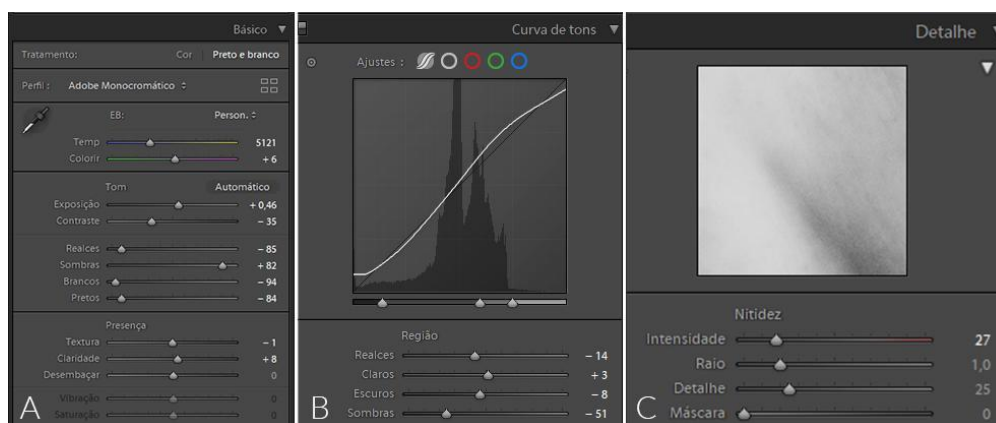 Básico
Tratamento: Cor Preto e branco
Perfil : Adobe Monocromático
EB: Person.
Temp 5121
Colorir + 6
Tom Automático
Exposição + 0,46
Contraste − 35
Realces − 85
Sombras + 82
Brancos − 94
Pretos − 84
Presença
Textura − 1
Claridade + 8
Desembaçar 0
Vibração 0
Saturação 0
A
Curva de tons
Ajustes :
Região
Realces − 14
Claros + 3
Escuros − 8
Sombras − 51
B
Detalhe
Nitidez
Intensidade 27
Raio 1,0
Detalhe 25
Máscara 0
C